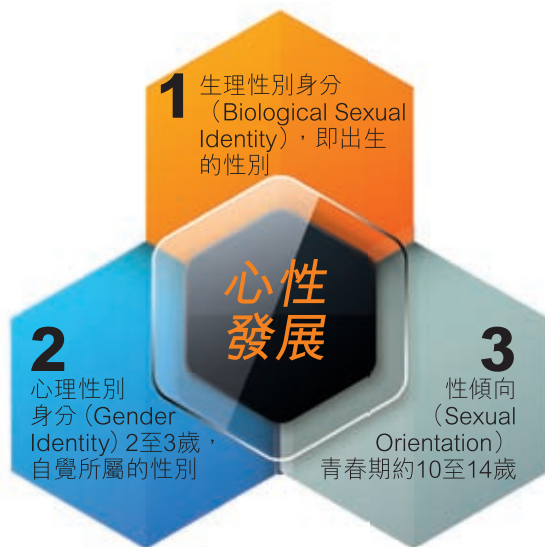 1
生理性別身分
（Biological Sexual
Identity），即出生
的性別
心性
發展
2
心理性別
身分（Gender
Identity）2至3歲，
自覺所屬的性別
3
性傾向
（Sexual
Orientation）
青春期約10至14歲